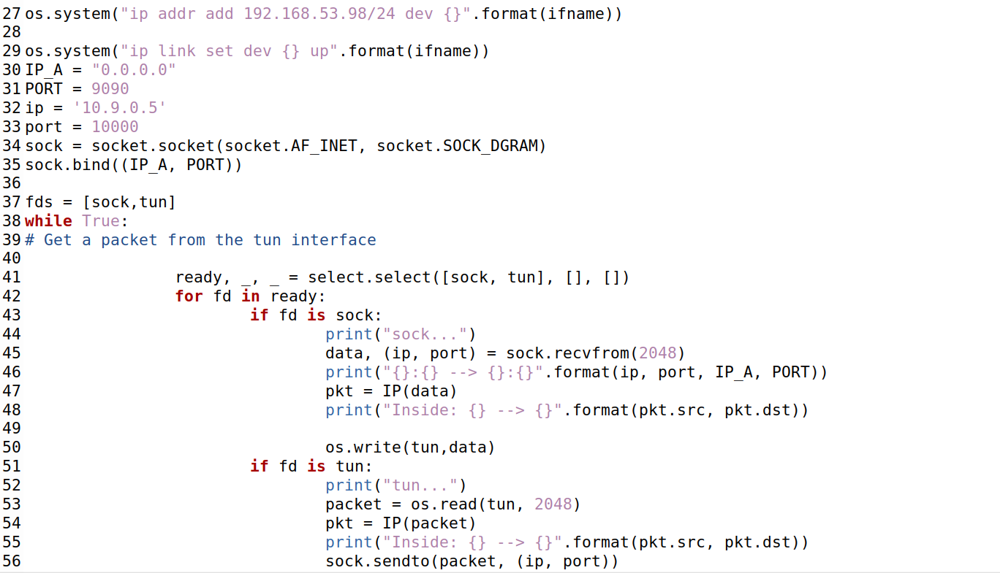 27 os.system("ip addr add 192.168.53.98/24 dev {}".format(ifname))
28
29 os.system("ip link set dev {} up".format(ifname))
30 IP_A = "0.0.0.0"
31 PORT = 9090
32 ip = '10.9.0.5'
33 port = 10000
34 sock = socket.socket(socket.AF_INET, socket.SOCK_DGRAM)
35 sock.bind((IP_A, PORT))
36
37 fds = [sock,tun]
38 while True:
39 # Get a packet from the tun interface
40
41                 ready, _, _ = select.select([sock, tun], [], [])
42                 for fd in ready:
43                         if fd is sock:
44                                 print("sock...")
45                                 data, (ip, port) = sock.recvfrom(2048)
46                                 print("{}:{} --> {}:{}".format(ip, port, IP_A, PORT))
47                                 pkt = IP(data)
48                                 print("Inside: {} --> {}".format(pkt.src, pkt.dst))
49
50                                 os.write(tun,data)
51                         if fd is tun:
52                                 print("tun...")
53                                 packet = os.read(tun, 2048)
54                                 pkt = IP(packet)
55                                 print("Inside: {} --> {}".format(pkt.src, pkt.dst))
56                                 sock.sendto(packet, (ip, port))